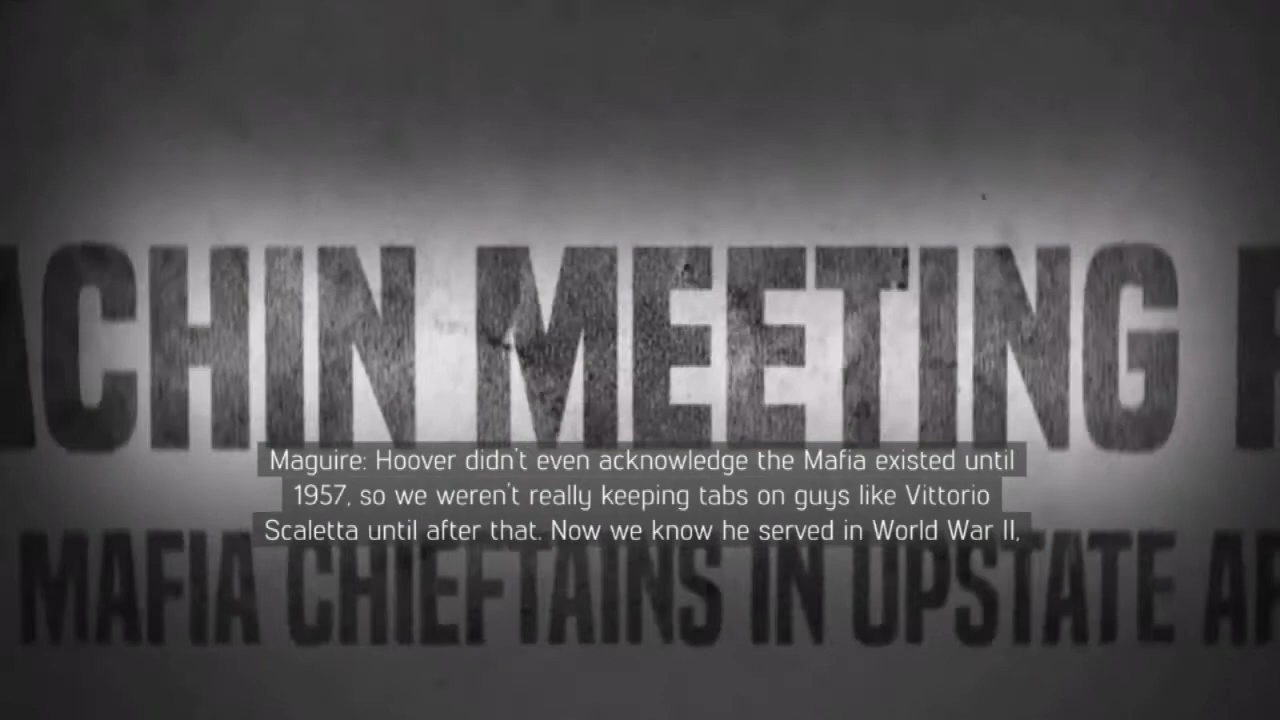 ACHIN MEETING
Maguire: Hoover didn't even acknowledge the Mafia existed until
1957, so we weren't really keeping tabs on guys like Vittorio
Scaletta until after that. Now we know he served in World War II,
MAFIA CHIEFTAINS IN UPSTATE